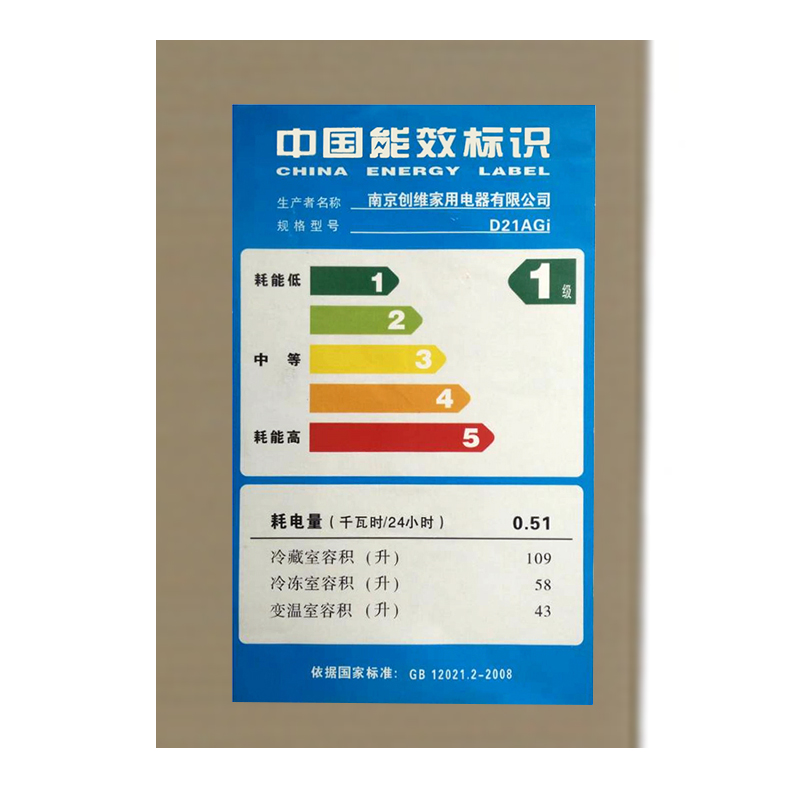 中国能效标识
CHINA ENERGY LABEL
生产者名称 南京创维家用电器有限公司
规格型号 D21AGi
耗能低 1 1级
2
中等 3
4
耗能高 5
耗电量(千瓦时/24小时) 0.51
冷藏室容积(升) 109
冷冻室容积(升) 58
变温室容积(升) 43
依据国家标准: GB 12021.2-2008